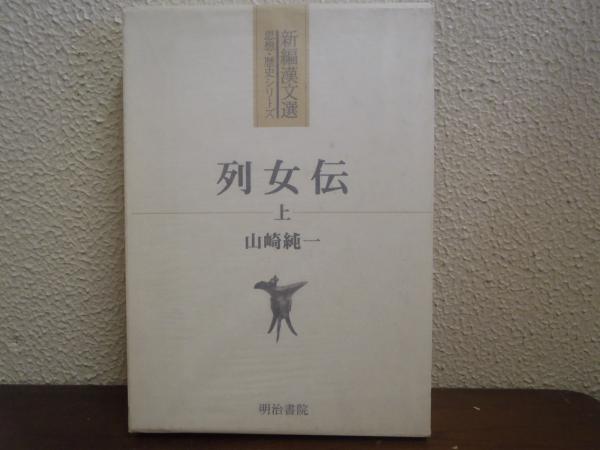 新編漢文選
思想・歴史シリーズ
列女伝
上
山崎純一
明治書院